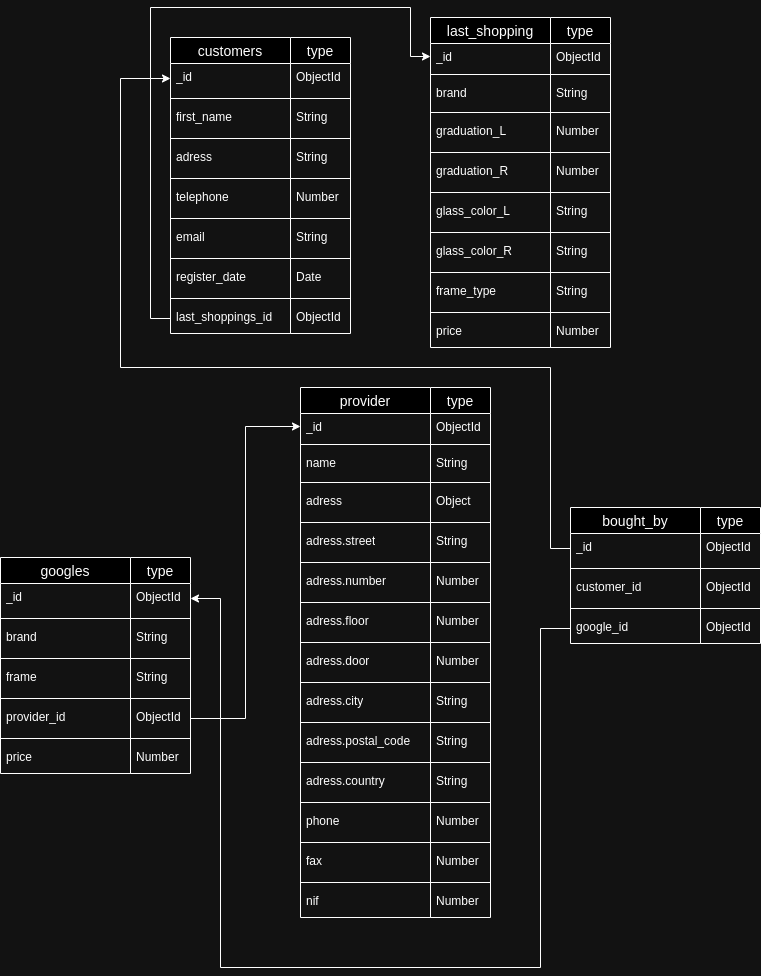 customers type
_id ObjectId
first_name String
adress String
telephone Number
email String
register_date Date
last_shoppings_id ObjectId
last_shopping type
_id ObjectId
brand String
graduation_L Number
graduation_R Number
glass_color_L String
glass_color_R String
frame_type String
price Number
provider type
_id ObjectId
name String
adress Object
adress.street String
adress.number Number
adress.floor Number
adress.door Number
adress.city String
adress.postal_code String
adress.country String
phone Number
fax Number
nif Number
googles type
_id ObjectId
brand String
frame String
provider_id ObjectId
price Number
bought_by type
_id ObjectId
customer_id ObjectId
google_id ObjectId